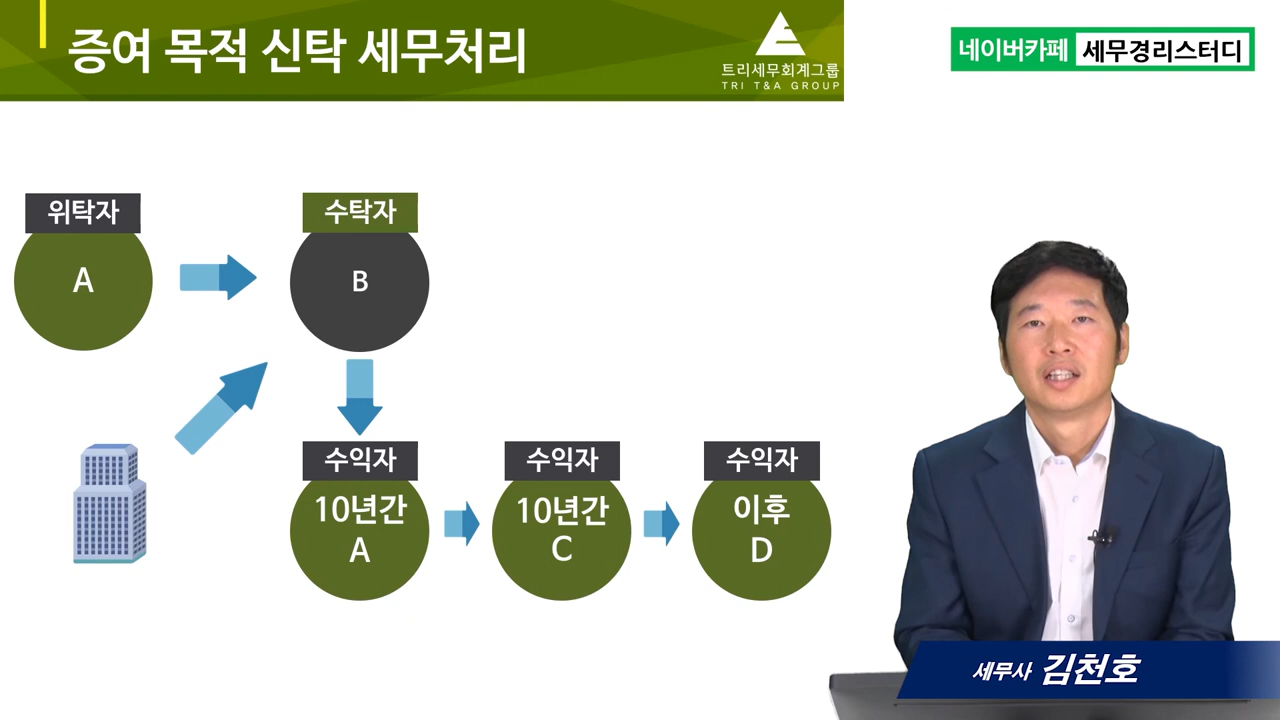 증여 목적 신탁 세무처리
트리세무회계그룹
TRI T&A GROUP
네이버카페 세무경리스터디
위탁자
A
수탁자
B
수익자
10년간
A
수익자
10년간
C
수익자
이후
D
세무사 김천호